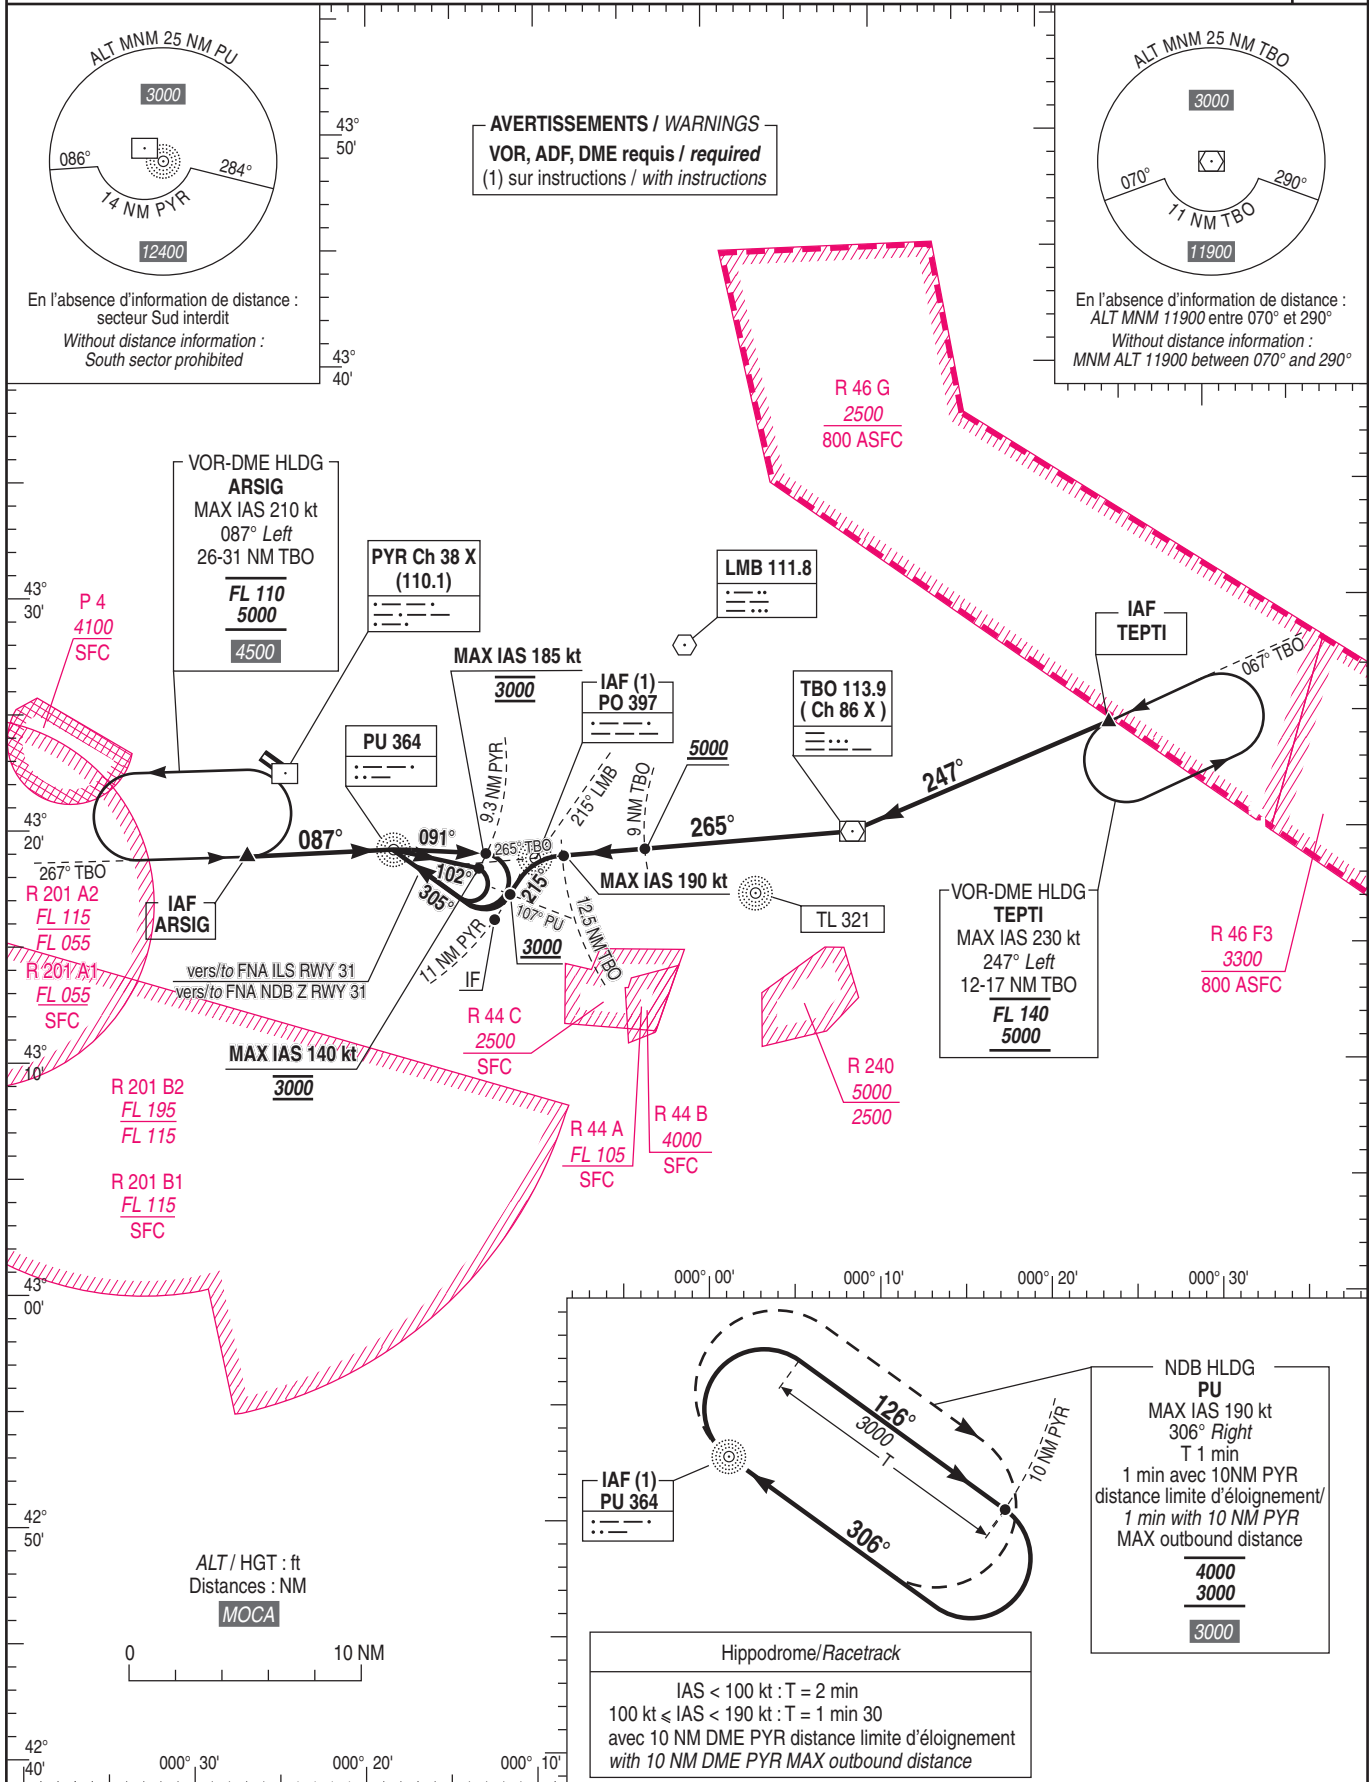 ALT MNM 25 NM PU
3000
086°
284°
14 NM PYR
12400
En l'absence d'information de distance :
secteur Sud interdit
Without distance information :
South sector prohibited
43°
50'
43°
40'
AVERTISSEMENTS / WARNINGS
VOR, ADF, DME requis / required
(1) sur instructions / with instructions
ALT MNM 25 NM TBO
3000
070°
290°
11 NM TBO
11900
En l'absence d'information de distance :
ALT MNM 11900 entre 070° et 290°
Without distance information :
MNM ALT 11900 between 070° and 290°
R 46 G
2500
800 ASFC
VOR-DME HLDG
ARSIG
MAX IAS 210 kt
087° Left
26-31 NM TBO
FL 110
5000
4500
PYR Ch 38 X
(110.1)
LMB 111.8
43°
30'
P 4
4100
SFC
IAF
TEPTI
067° TBO
MAX IAS 185 kt
3000
IAF (1)
PO 397
TBO 113.9
( Ch 86 X )
PU 364
5000
9.3 NM PYR
215° LMB
9 NM TBO
247°
43°
20'
087°
091°
265° TBO
265°
267° TBO
102°
305°
215°
MAX IAS 190 kt
107° PU
12.5 NM TBO
TL 321
R 201 A2
FL 115
FL 055
IAF
ARSIG
3000
11 NM PYR
IF
VOR-DME HLDG
TEPTI
MAX IAS 230 kt
247° Left
12-17 NM TBO
FL 140
5000
R 46 F3
3300
800 ASFC
R 201 A1
FL 055
SFC
vers/to FNA ILS RWY 31
vers/to FNA NDB Z RWY 31
R 44 C
2500
SFC
MAX IAS 140 kt
3000
43°
10'
R 240
5000
2500
R 201 B2
FL 195
FL 115
R 44 A
FL 105
SFC
R 44 B
4000
SFC
R 201 B1
FL 115
SFC
43°
00'
000° 00'
000° 10'
000° 20'
000° 30'
126°
3000
T
10 NM PYR
306°
IAF (1)
PU 364
NDB HLDG
PU
MAX IAS 190 kt
306° Right
T 1 min
1 min avec 10NM PYR
distance limite d'éloignement/
1 min with 10 NM PYR
MAX outbound distance
4000
3000
3000
42°
50'
ALT / HGT : ft
Distances : NM
MOCA
0
10 NM
Hippodrome/Racetrack
IAS < 100 kt : T = 2 min
100 kt ⩽ IAS < 190 kt : T = 1 min 30
avec 10 NM DME PYR distance limite d'éloignement
with 10 NM DME PYR MAX outbound distance
42°
40'
000° 30'
000° 20'
000° 10'